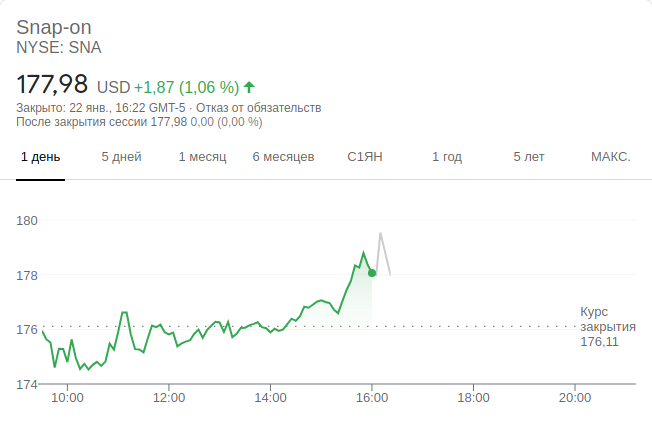 Snap-on
NYSE: SNA
177,98 USD +1,87 (1,06 %)
Закрыто: 22 янв., 16:22 GMT-5 · Отказ от обязательств
После закрытия сессии 177,98 0,00 (0,00 %)
1 день 5 дней 1 месяц 6 месяцев С1ЯН 1 год 5 лет МАКС.
180
178
176
174
Курс
закрытия
176,11
10:00 12:00 14:00 16:00 18:00 20:00